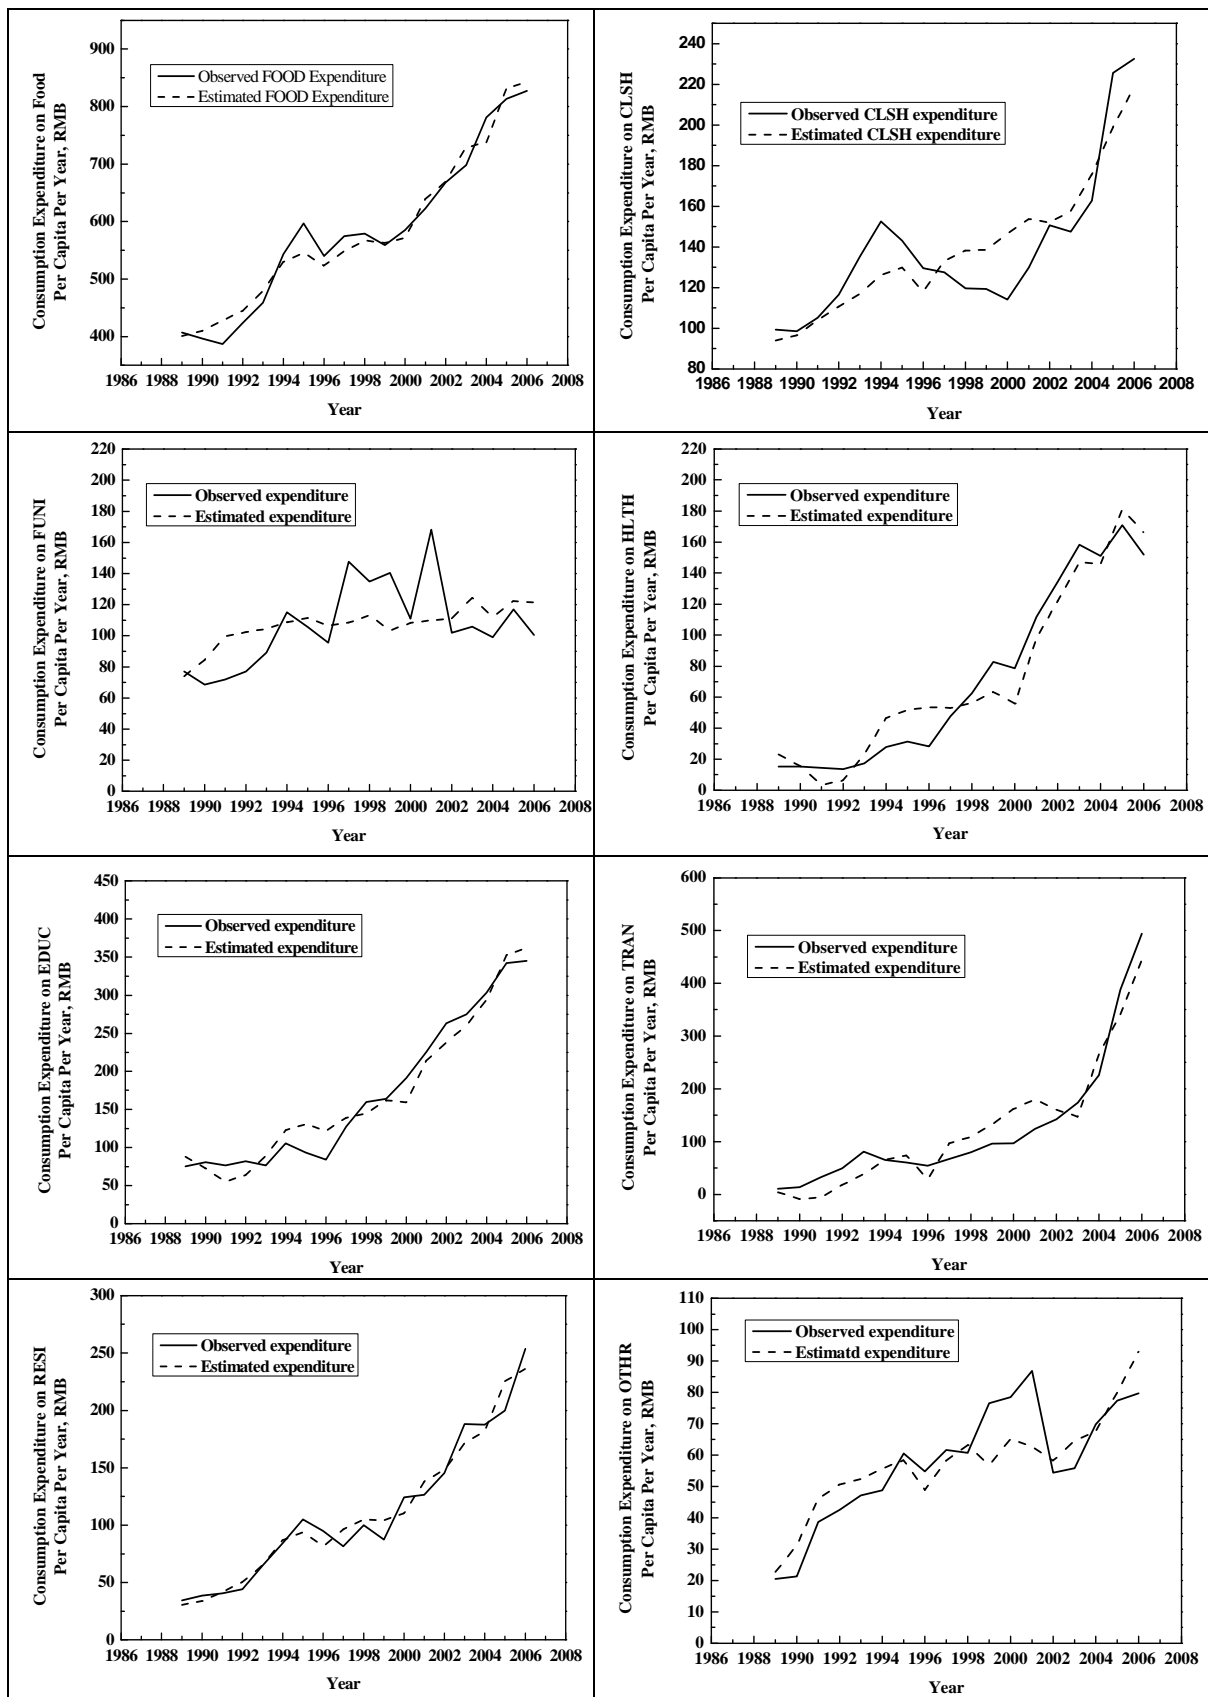 Consumption Expenditure on Food
Per Capita Per Year, RMB
900
800
700
600
500
400
Observed FOOD Expenditure
Estimated FOOD Expenditure
1986 1988 1990 1992 1994 1996 1998 2000 2002 2004 2006 2008
Year
Consumption Expenditure on CLSH
Per Capita Per Year, RMB
240
220
200
180
160
140
120
100
80
Observed CLSH expenditure
Estimated CLSH expenditure
1986 1988 1990 1992 1994 1996 1998 2000 2002 2004 2006 2008
Year
Consumption Expenditure on FUNI
Per Capita Per Year, RMB
220
200
180
160
140
120
100
80
60
40
20
0
Observed expenditure
Estimated expenditure
1986 1988 1990 1992 1994 1996 1998 2000 2002 2004 2006 2008
Year
Consumption Expenditure on HLTH
Per Capita Per Year, RMB
220
200
180
160
140
120
100
80
60
40
20
0
Observed expenditure
Estimated expenditure
1986 1988 1990 1992 1994 1996 1998 2000 2002 2004 2006 2008
Year
Consumption Expenditure on EDUC
Per Capita Per Year, RMB
450
400
350
300
250
200
150
100
50
0
Observed expenditure
Estimated expenditure
1986 1988 1990 1992 1994 1996 1998 2000 2002 2004 2006 2008
Year
Consumption Expenditure on TRAN
Per Capita Per Year, RMB
600
500
400
300
200
100
0
Observed expenditure
Estimated expenditure
1986 1988 1990 1992 1994 1996 1998 2000 2002 2004 2006 2008
Year
Consumption Expenditure on RESI
Per Capita Per Year, RMB
300
250
200
150
100
50
0
Observed expenditure
Estimated expenditure
1986 1988 1990 1992 1994 1996 1998 2000 2002 2004 2006 2008
Year
Consumption Expenditure on OTHR
Per Capita Per Year, RMB
110
100
90
80
70
60
50
40
30
20
10
0
Observed expenditure
Estimatd expenditure
1986 1988 1990 1992 1994 1996 1998 2000 2002 2004 2006 2008
Year